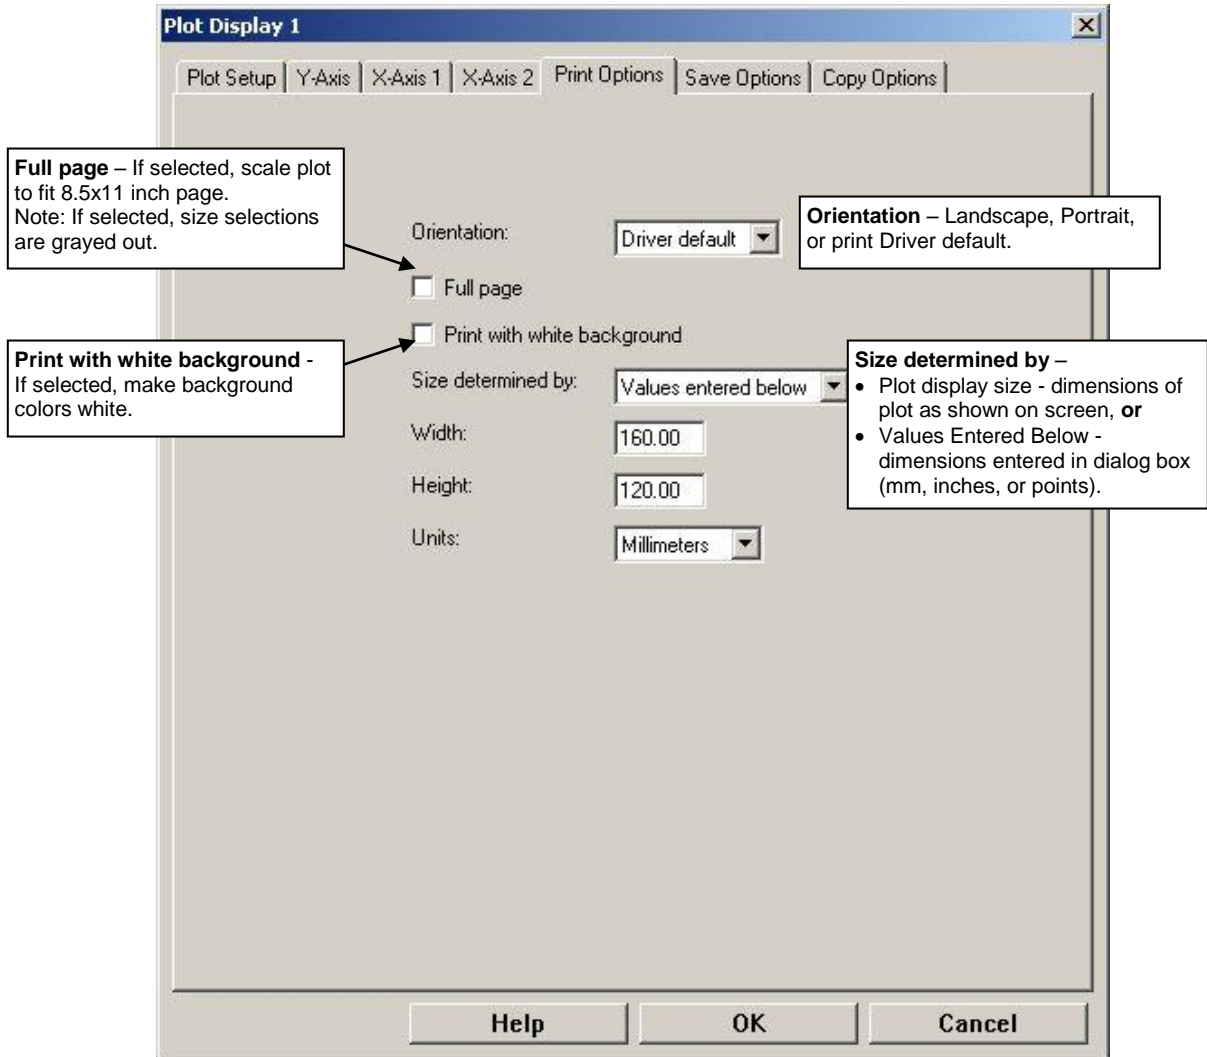 Plot Display 1
Plot Setup Y-Axis X-Axis 1 X-Axis 2 Print Options Save Options Copy Options
Full page – If selected, scale plot
to fit 8.5x11 inch page.
Note: If selected, size selections
are grayed out.
Orientation: Driver default
Orientation – Landscape, Portrait,
or print Driver default.
Full page
Print with white background
Print with white background -
If selected, make background
colors white.
Size determined by: Values entered below
Width: 160.00
Height: 120.00
Units: Millimeters
Size determined by –
• Plot display size - dimensions of
plot as shown on screen, or
• Values Entered Below -
dimensions entered in dialog box
(mm, inches, or points).
Help OK Cancel